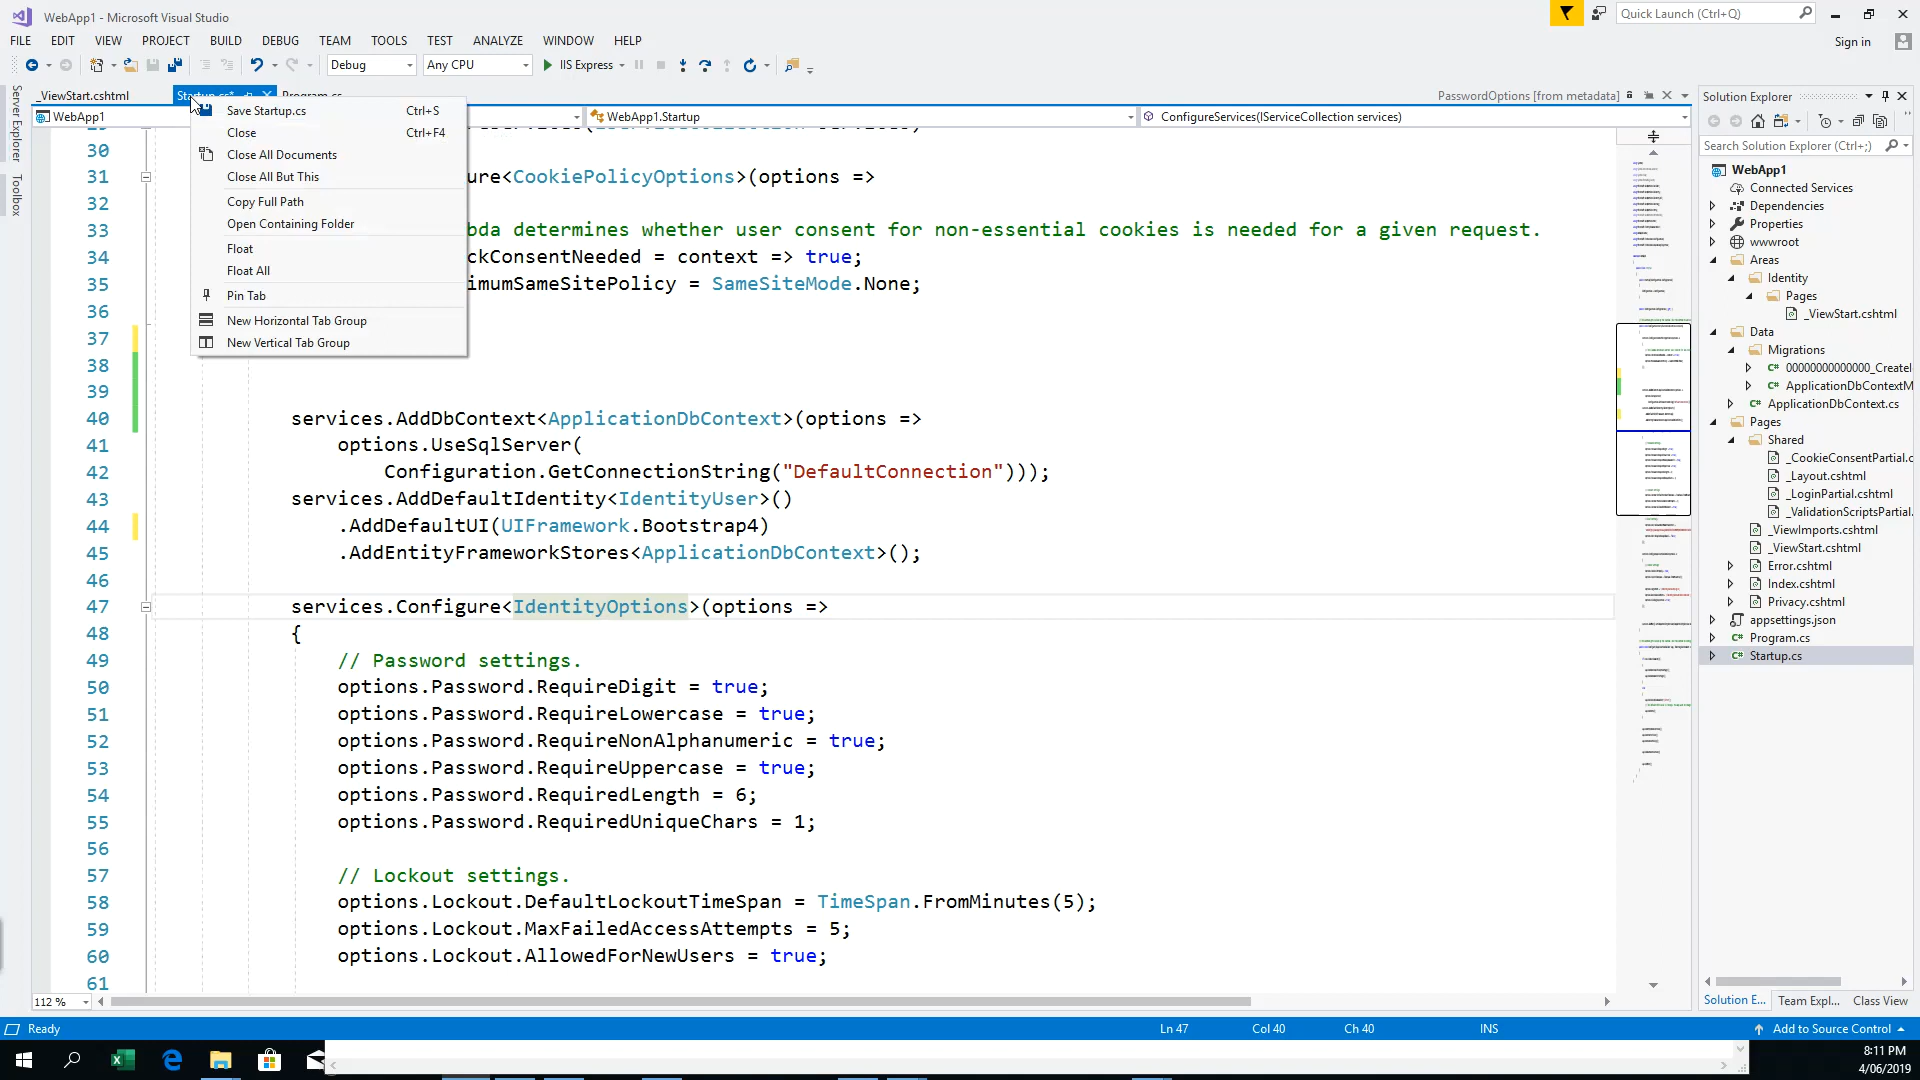 WebApp1 - Microsoft Visual Studio
Quick Launch (Ctrl+Q)
FILE EDIT VIEW PROJECT BUILD DEBUG TEAM TOOLS TEST ANALYZE WINDOW HELP
Sign in
Debug Any CPU IIS Express
Server Explorer
Toolbox
_ViewStart.cshtml Startup.cs* Program.cs
PasswordOptions [from metadata]
WebApp1 WebApp1.Startup ConfigureServices(IServiceCollection services)
Save Startup.cs Ctrl+S
Close Ctrl+F4
Close All Documents
Close All But This
Copy Full Path
Open Containing Folder
Float
Float All
Pin Tab
New Horizontal Tab Group
New Vertical Tab Group
30
31 ure<CookiePolicyOptions>(options =>
32
33 bda determines whether user consent for non-essential cookies is needed for a given request.
34 ckConsentNeeded = context => true;
35 imumSameSitePolicy = SameSiteMode.None;
36
37
38
39
40 services.AddDbContext<ApplicationDbContext>(options =>
41 options.UseSqlServer(
42 Configuration.GetConnectionString("DefaultConnection")));
43 services.AddDefaultIdentity<IdentityUser>()
44 .AddDefaultUI(UIFramework.Bootstrap4)
45 .AddEntityFrameworkStores<ApplicationDbContext>();
46
47 services.Configure<IdentityOptions>(options =>
48 {
49 // Password settings.
50 options.Password.RequireDigit = true;
51 options.Password.RequireLowercase = true;
52 options.Password.RequireNonAlphanumeric = true;
53 options.Password.RequireUppercase = true;
54 options.Password.RequiredLength = 6;
55 options.Password.RequiredUniqueChars = 1;
56
57 // Lockout settings.
58 options.Lockout.DefaultLockoutTimeSpan = TimeSpan.FromMinutes(5);
59 options.Lockout.MaxFailedAccessAttempts = 5;
60 options.Lockout.AllowedForNewUsers = true;
61
112 %
Solution Explorer
Search Solution Explorer (Ctrl+;)
WebApp1
Connected Services
Dependencies
Properties
wwwroot
Areas
Identity
Pages
_ViewStart.cshtml
Data
Migrations
00000000000000_CreateI
ApplicationDbContextM
ApplicationDbContext.cs
Pages
Shared
_CookieConsentPartial.c
_Layout.cshtml
_LoginPartial.cshtml
_ValidationScriptsPartial.
_ViewImports.cshtml
_ViewStart.cshtml
Error.cshtml
Index.cshtml
Privacy.cshtml
appsettings.json
Program.cs
Startup.cs
Solution E... Team Expl... Class View
Ready Ln 47 Col 40 Ch 40 INS Add to Source Control
8:11 PM
4/06/2019